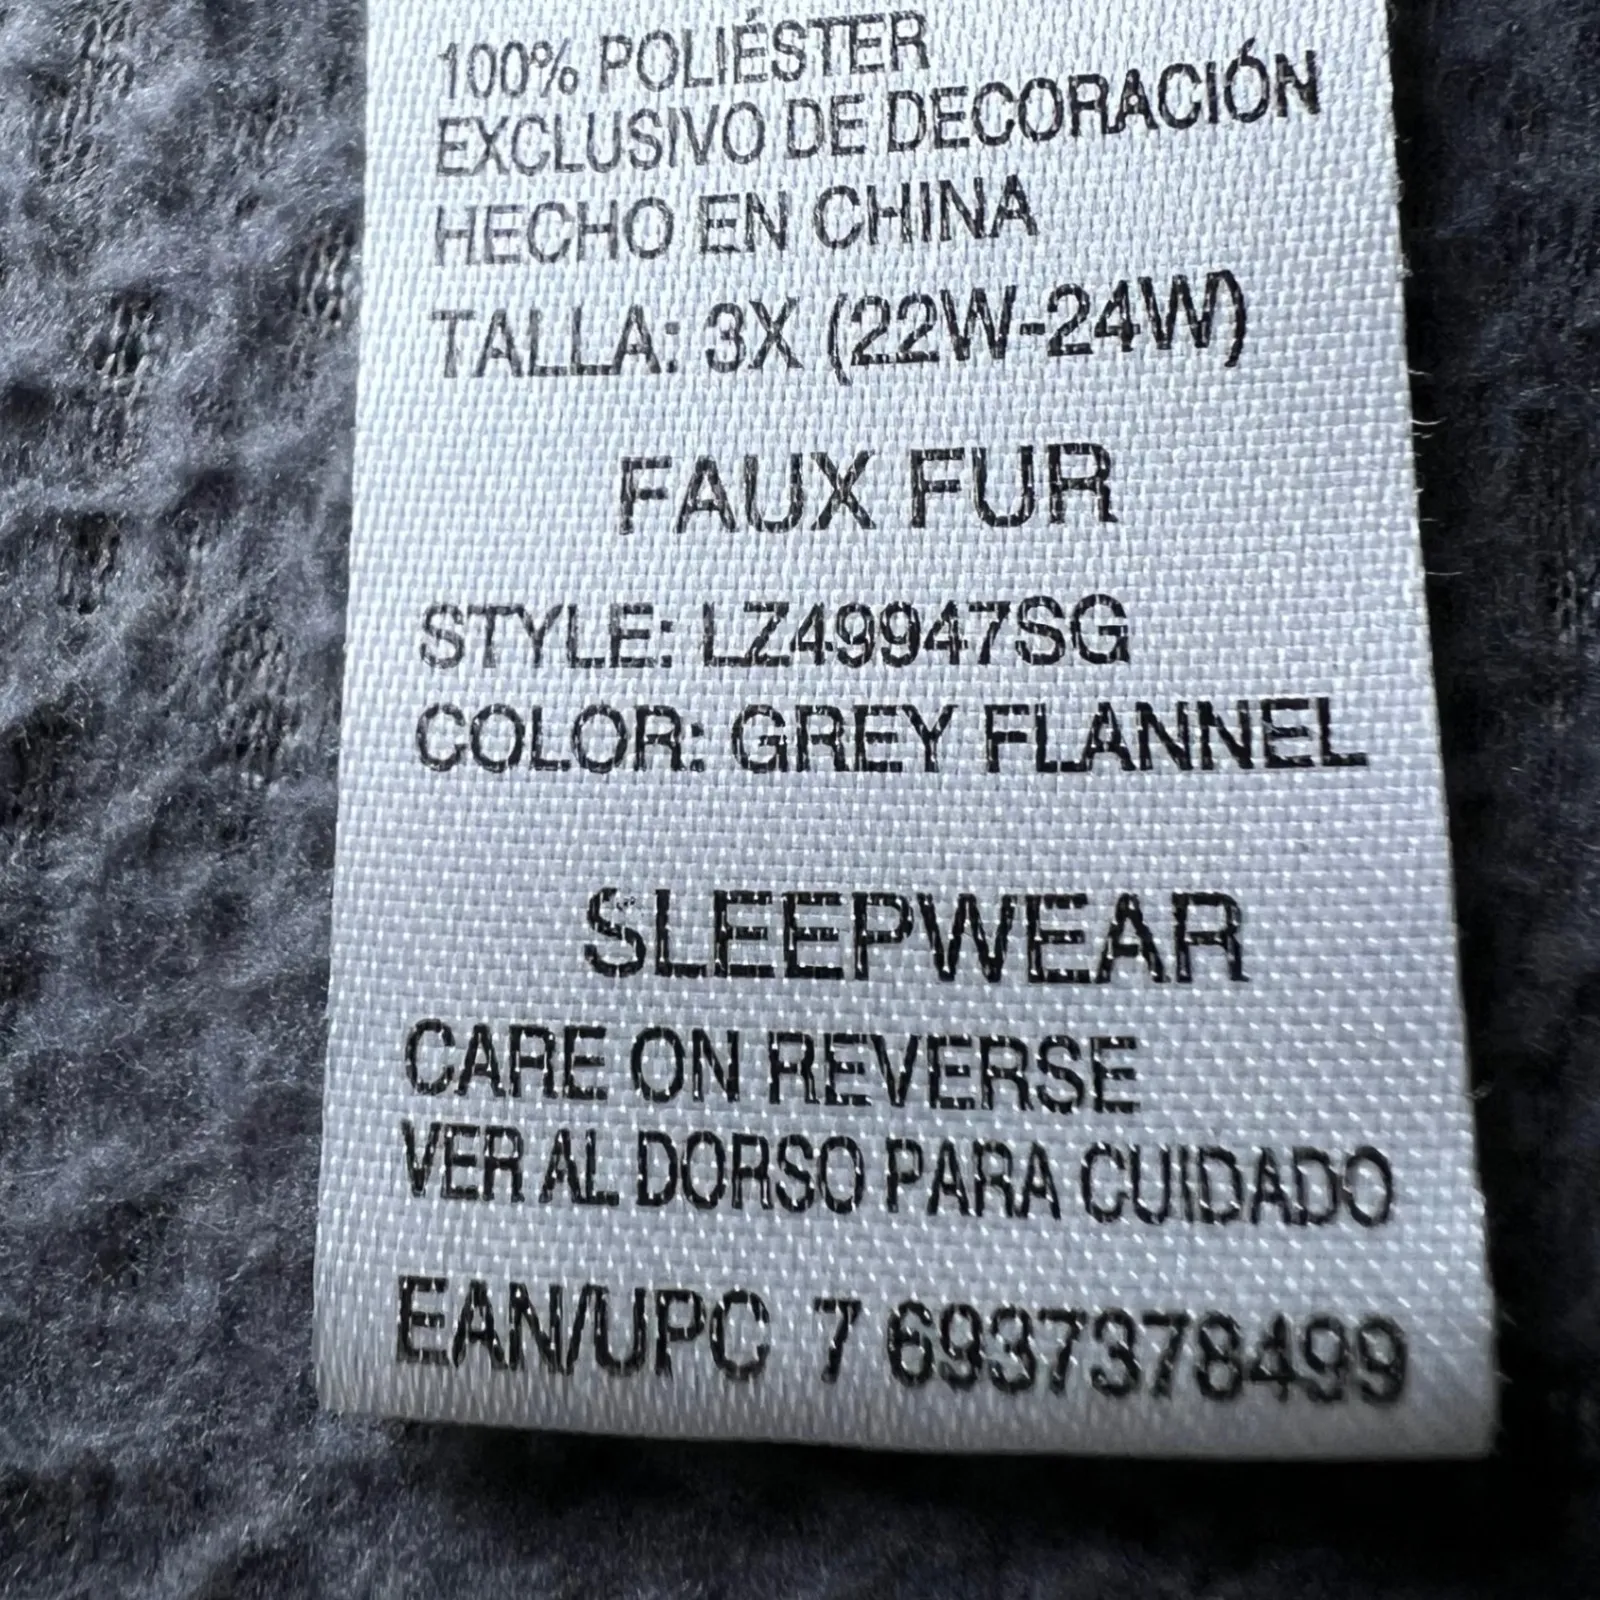 100% POLIÉSTER
EXCLUSIVO DE DECORACIÓN
HECHO EN CHINA
TALLA: 3X (22W-24W)
FAUX FUR
STYLE: LZ49947SG
COLOR: GREY FLANNEL
SLEEPWEAR
CARE ON REVERSE
VER AL DORSO PARA CUIDADO
EAN/UPC 7 6937378499